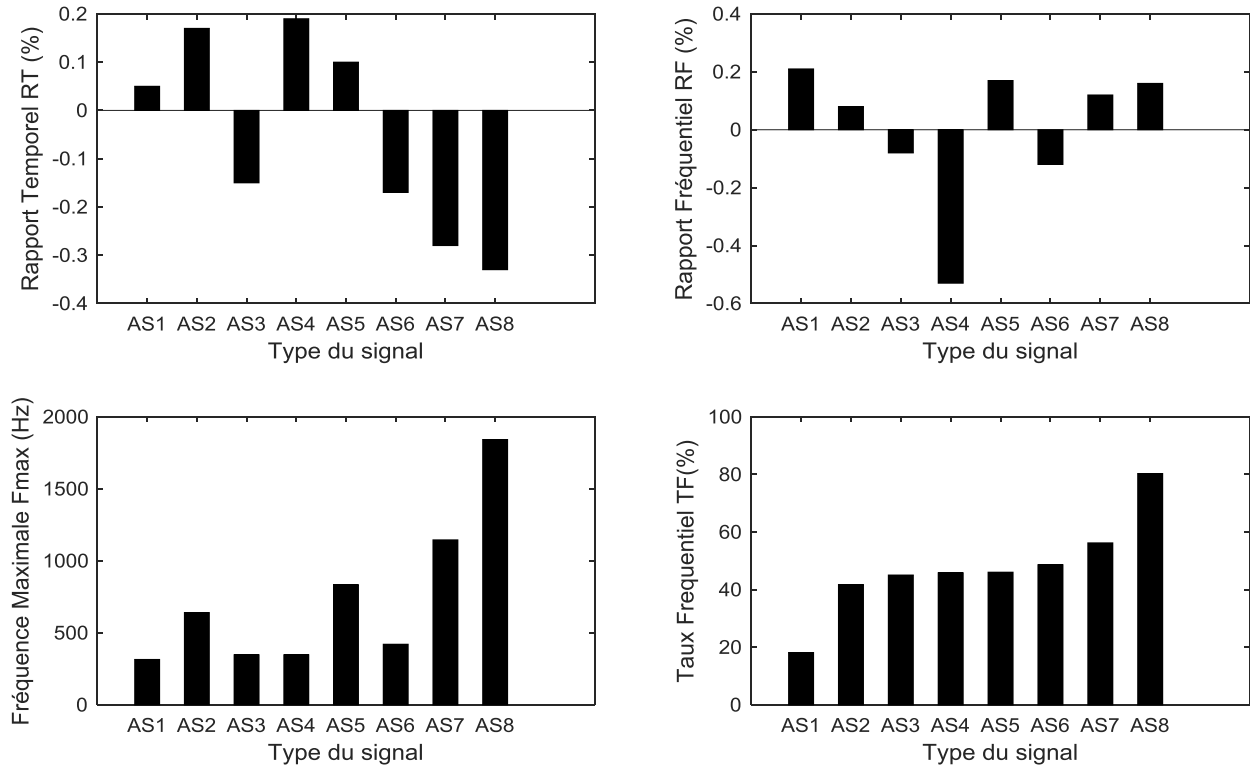 Rapport Temporel RT (%)
0.2
0.1
0
-0.1
-0.2
-0.3
-0.4
AS1 AS2 AS3 AS4 AS5 AS6 AS7 AS8
Type du signal
Rapport Fréquentiel RF (%)
0.4
0.2
0
-0.2
-0.4
-0.6
AS1 AS2 AS3 AS4 AS5 AS6 AS7 AS8
Type du signal
Fréquence Maximale Fmax (Hz)
2000
1500
1000
500
0
AS1 AS2 AS3 AS4 AS5 AS6 AS7 AS8
Type du signal
Taux Frequentiel TF(%)
100
80
60
40
20
0
AS1 AS2 AS3 AS4 AS5 AS6 AS7 AS8
Type du signal